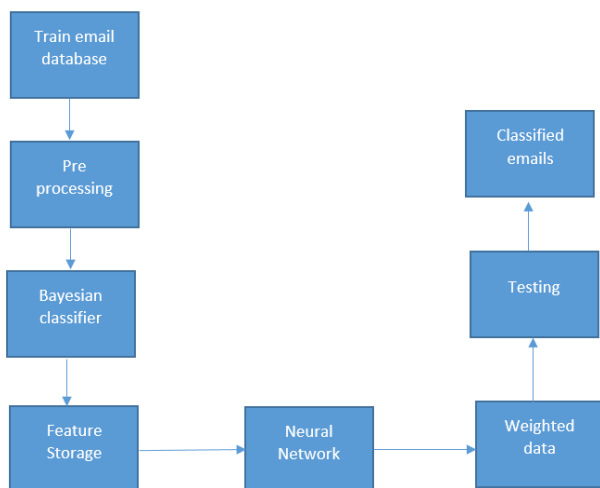 Train email
database
Pre
processing
Bayesian
classifier
Feature
Storage
Neural
Network
Weighted
data
Testing
Classified
emails